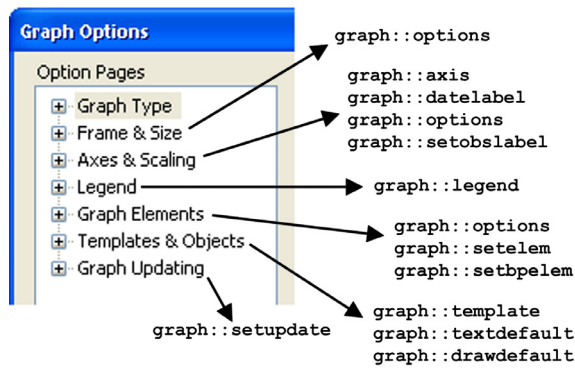 Graph Options
Option Pages
Graph Type
Frame & Size
Axes & Scaling
Legend
Graph Elements
Templates & Objects
Graph Updating
graph::options
graph::axis
graph::datelabel
graph::options
graph::setobslabel
graph::legend
graph::options
graph::setelem
graph::setbpelem
graph::template
graph::textdefault
graph::drawdefault
graph::setupdate